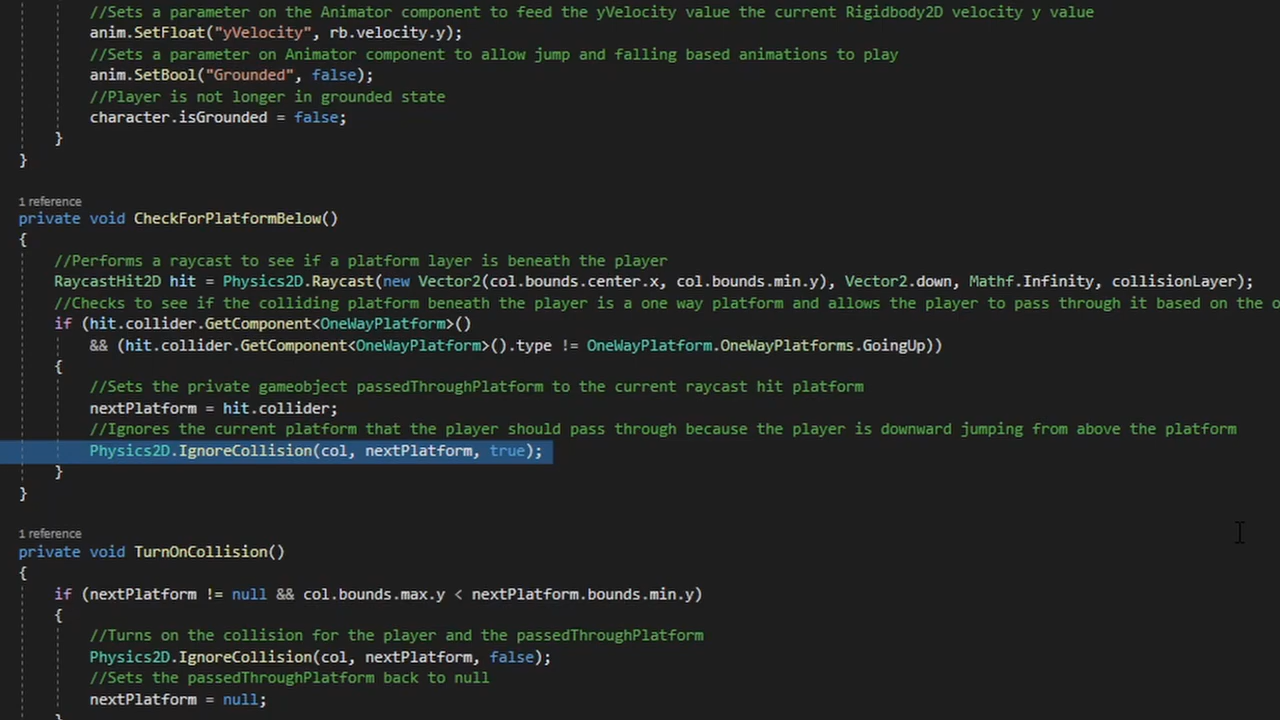 //Sets a parameter on the Animator component to feed the yVelocity value the current Rigidbody2D velocity y value
anim.SetFloat("yVelocity", rb.velocity.y);
//Sets a parameter on Animator component to allow jump and falling based animations to play
anim.SetBool("Grounded", false);
//Player is not longer in grounded state
character.isGrounded = false;
}
}
1 reference
private void CheckForPlatformBelow()
{
//Performs a raycast to see if a platform layer is beneath the player
RaycastHit2D hit = Physics2D.Raycast(new Vector2(col.bounds.center.x, col.bounds.min.y), Vector2.down, Mathf.Infinity, collisionLayer);
//Checks to see if the colliding platform beneath the player is a one way platform and allows the player to pass through it based on the
if (hit.collider.GetComponent<OneWayPlatform>()
&& (hit.collider.GetComponent<OneWayPlatform>().type != OneWayPlatform.OneWayPlatforms.GoingUp))
{
//Sets the private gameobject passedThroughPlatform to the current raycast hit platform
nextPlatform = hit.collider;
//Ignores the current platform that the player should pass through because the player is downward jumping from above the platform
Physics2D.IgnoreCollision(col, nextPlatform, true);
}
}
1 reference
private void TurnOnCollision()
{
if (nextPlatform != null && col.bounds.max.y < nextPlatform.bounds.min.y)
{
//Turns on the collision for the player and the passedThroughPlatform
Physics2D.IgnoreCollision(col, nextPlatform, false);
//Sets the passedThroughPlatform back to null
nextPlatform = null;
}